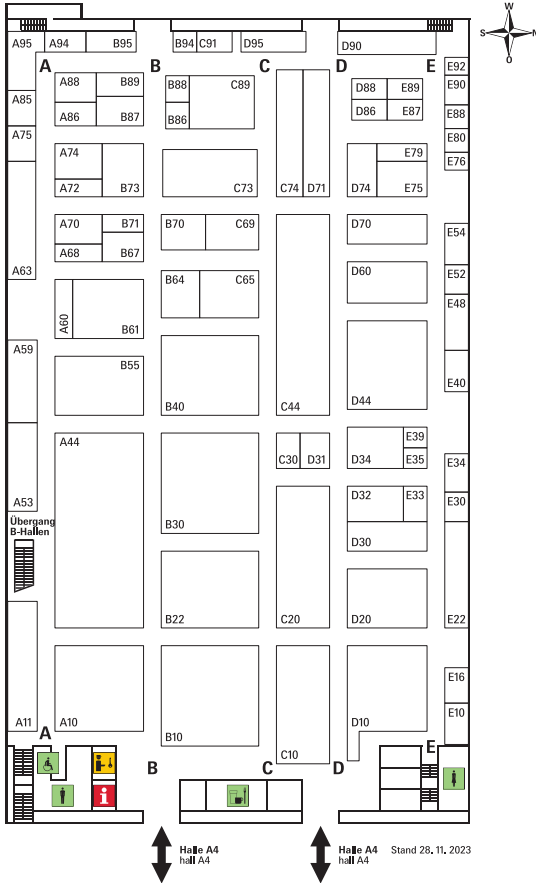 W
S
N
O
A95
A94
B95
B94
C91
D95
D90
A
B
C
D
E
E92
A88
B89
B88
C89
D88
E89
E90
A85
A86
B87
B86
D86
E87
E88
A75
E80
A74
E79
E76
A72
B73
C73
C74
D71
D74
E75
A70
B71
B70
C69
D70
E54
A68
B67
A63
B64
C65
D60
E52
E48
A60
B61
A59
B55
E40
B40
C44
D44
A44
E39
C30
D31
D34
E35
E34
A53
D32
E33
E30
Übergang
B-Hallen
B30
D30
B22
C20
D20
E22
E16
A11
A10
D10
E10
A
B10
E
C10
B
C
D
i
Halle A4
hall A4
Halle A4
hall A4
Stand 28. 11. 2023